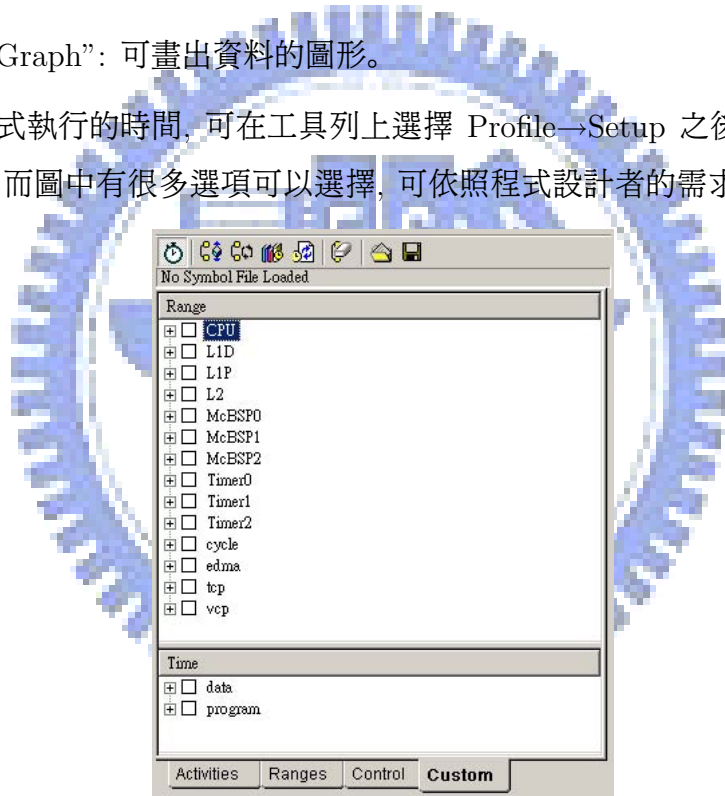 Graph”: 可畫出資料的圖形。
式執行的時間, 可在工具列上選擇 Profile→Setup 之後
而圖中有很多選項可以選擇, 可依照程式設計者的需求
No Symbol File Loaded
Range
CPU
L1D
L1P
L2
McBSP0
McBSP1
McBSP2
Timer0
Timer1
Timer2
cycle
edma
tcp
vcp
Time
data
program
Activities Ranges Control Custom